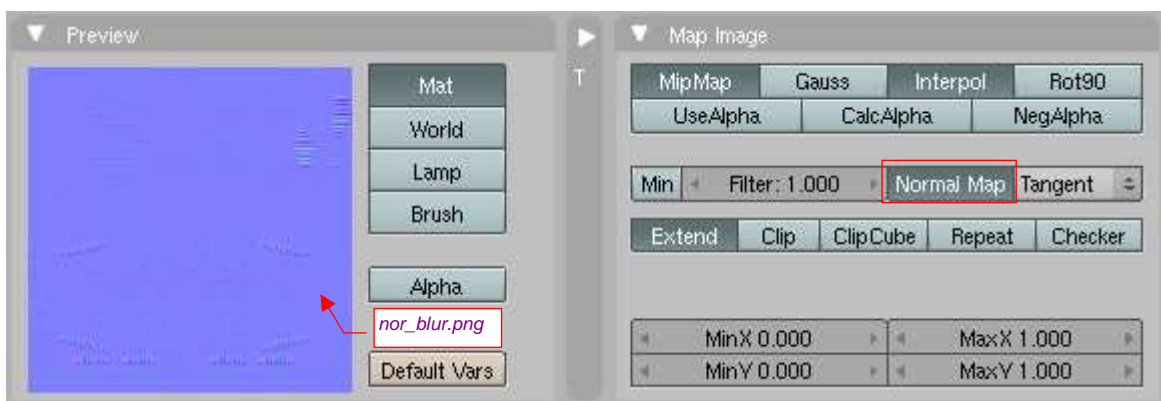 Preview
Mat
World
Lamp
Brush
Alpha
nor_blur.png
Default Vars
T
Map Image
MipMap Gauss Interpol Rot90
UseAlpha CalcAlpha NegAlpha
Min Filter: 1.000 Normal Map Tangent
Extend Clip ClipCube Repeat Checker
MinX 0.000 MaxX 1.000
MinY 0.000 MaxY 1.000